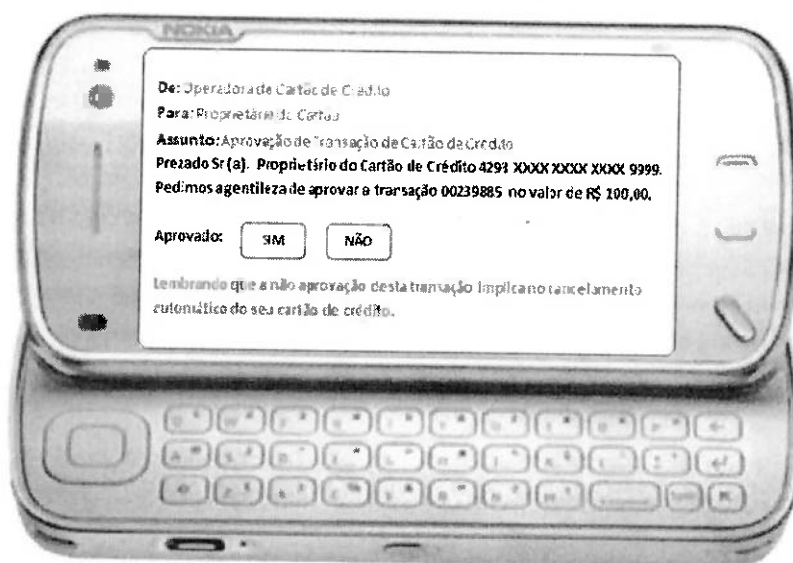 NOKIA
De: Operadora de Cartão de Crédito
Para: Proprietário do Cartão
Assunto: Aprovação de Transação de Cartão de Crédito
Prezado Sr(a). Proprietário do Cartão de Crédito 4293 XXXX XXXX XXXX 9999.
Pedimos agentileza de aprovar a transação 00239885 no valor de R$ 100,00.
Aprovado: SIM NÃO
Lembrando que a não aprovação desta transação implica no cancelamento
automático do seu cartão de crédito.